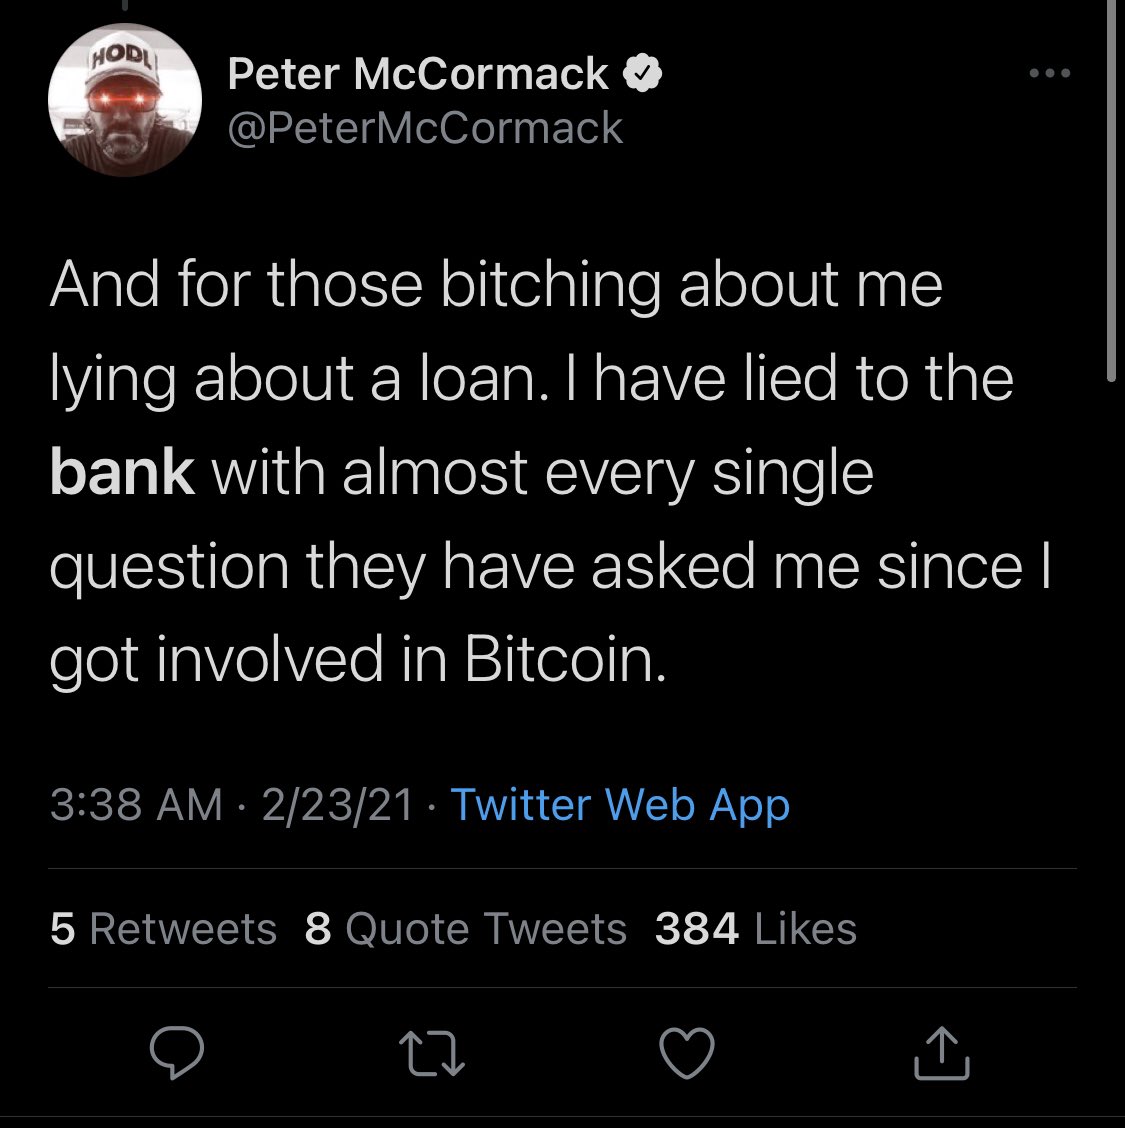 HODL
Peter McCormack
@PeterMcCormack
And for those bitching about me
lying about a loan. I have lied to the
bank with almost every single
question they have asked me since I
got involved in Bitcoin.
3:38 AM · 2/23/21 · Twitter Web App
5 Retweets 8 Quote Tweets 384 Likes